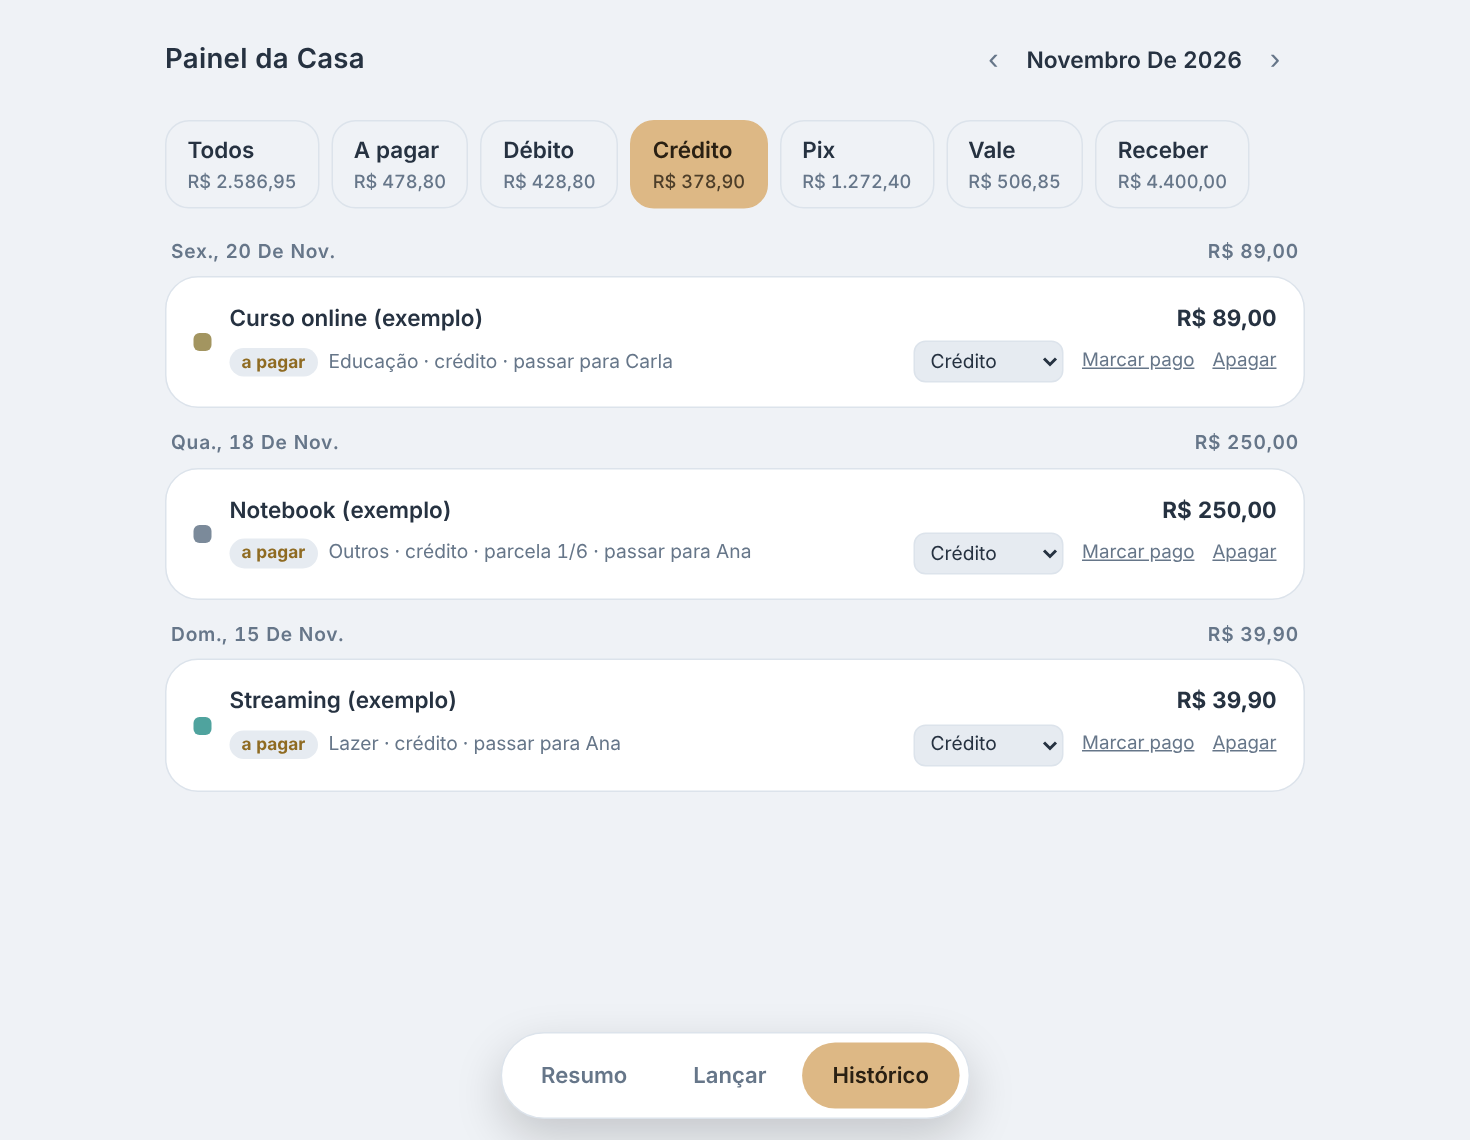 Painel da Casa
‹ Novembro De 2026 ›
Todos A pagar Débito Crédito Pix Vale Receber
R$ 2.586,95 R$ 478,80 R$ 428,80 R$ 378,90 R$ 1.272,40 R$ 506,85 R$ 4.400,00
Sex., 20 De Nov. R$ 89,00
Curso online (exemplo) R$ 89,00
a pagar Educação · crédito · passar para Carla Crédito Marcar pago Apagar
Qua., 18 De Nov. R$ 250,00
Notebook (exemplo) R$ 250,00
a pagar Outros · crédito · parcela 1/6 · passar para Ana Crédito Marcar pago Apagar
Dom., 15 De Nov. R$ 39,90
Streaming (exemplo) R$ 39,90
a pagar Lazer · crédito · passar para Ana Crédito Marcar pago Apagar
Resumo Lançar Histórico